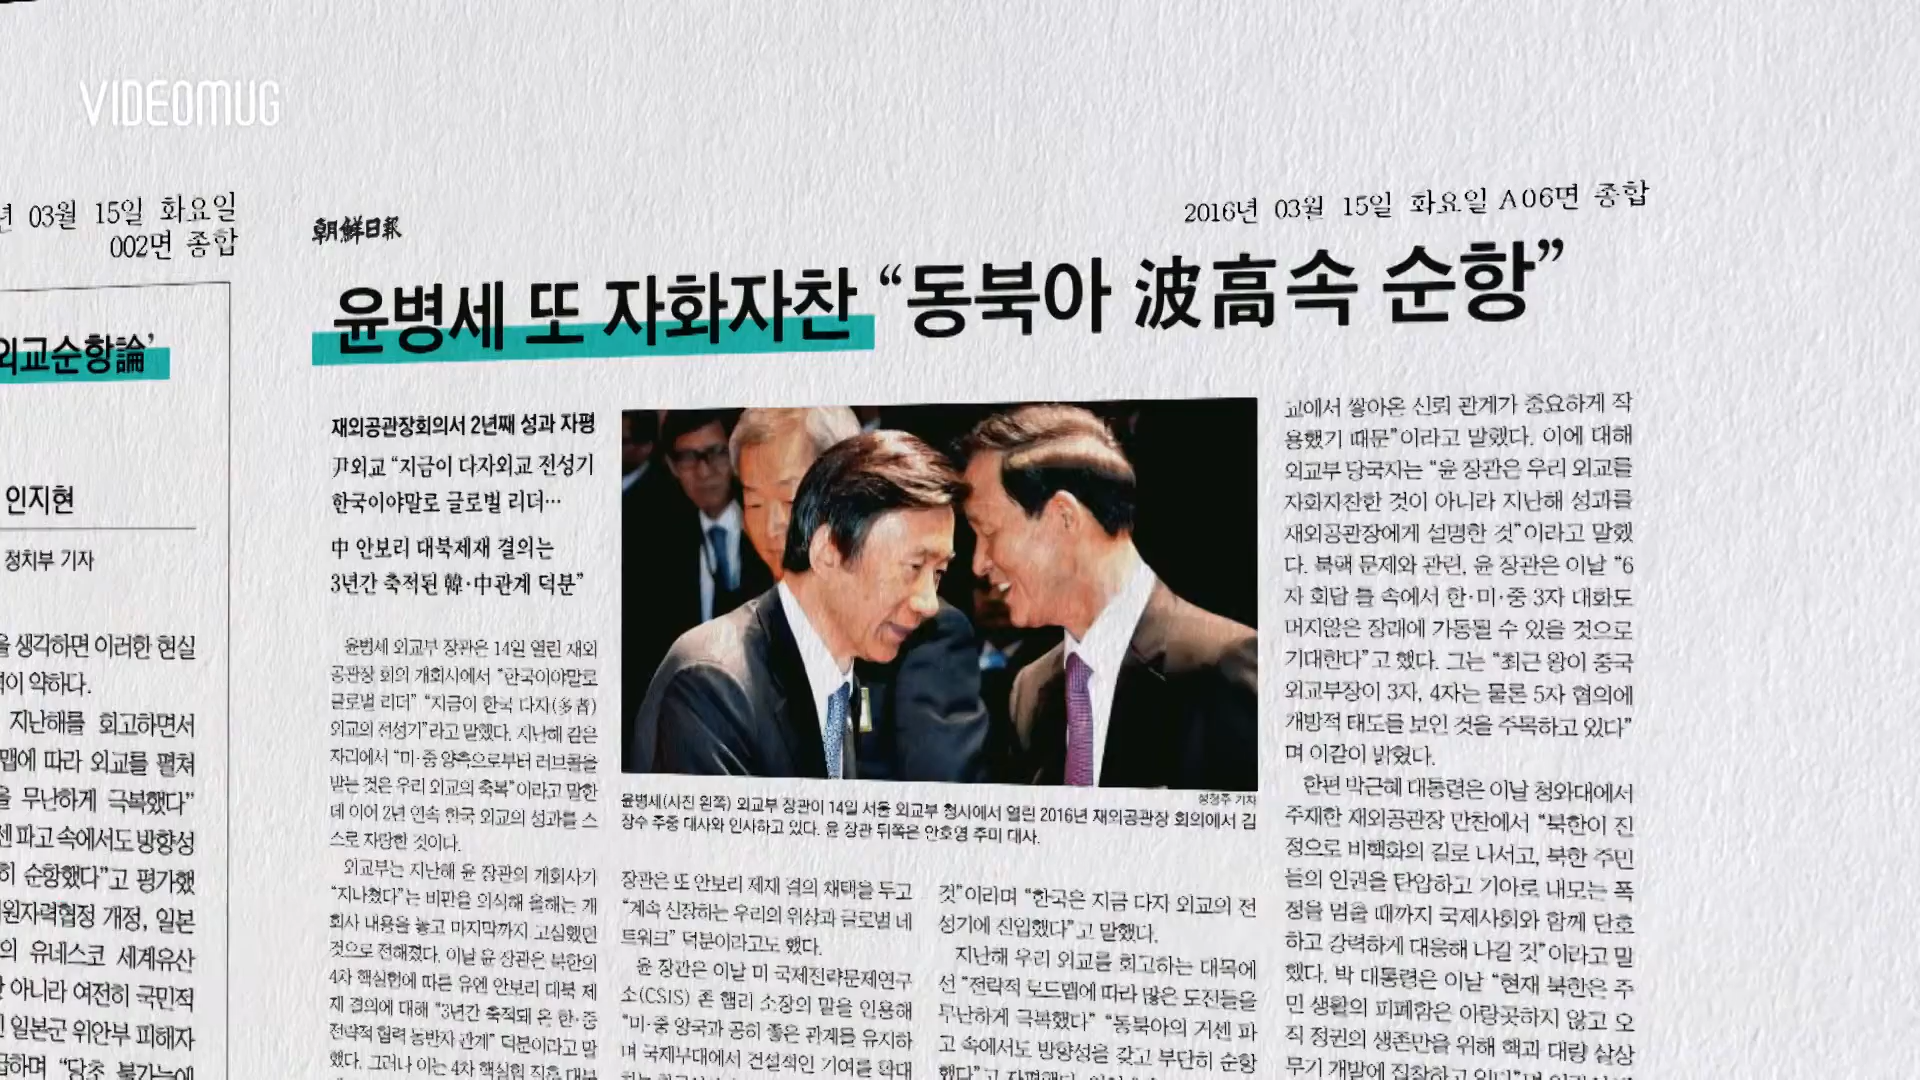 VIDEOMUG
03월 15일 화요일
002면 종합
외교순항論’
인지현
정치부 기자
생각하면 이러한 현실
약하다.
지난해를 회고하면서
따라 외교를 펼쳐
무난하게 극복했다”
파고 속에서도 방향성
히 순항했다”고 평가했
원자력협정 개정, 일본
의 유네스코 세계유산
아니라 여전히 국민적
일본군 위안부 피해자
급하며 “당초 불가능에
朝鮮日報
2016년 03월 15일 화요일 A06면 종합
윤병세 또 자화자찬 “동북아 波高속 순항”
재외공관장회의서 2년째 성과 자평
尹외교 “지금이 다자외교 전성기
한국이야말로 글로벌 리더…
中 안보리 대북제재 결의는
3년간 축적된 韓·中관계 덕분”
윤병세 외교부 장관은 14일 열린 재외
공관장 회의 개회사에서 “한국이야말로
글로벌 리더” “지금이 한국 다자(多者)
외교의 전성기”라고 말했다. 지난해 같은
자리에서 “미·중 양측으로부터 러브콜을
받는 것은 우리 외교의 축복”이라고 말한
데 이어 2년 연속 한국 외교의 성과를 스
스로 자랑한 것이다.
외교부는 지난해 윤 장관의 개회사가
“지나쳤다”는 비판을 의식해 올해는 개
회사 내용을 놓고 마지막까지 고심했던
것으로 전해졌다. 이날 윤 장관은 북한의
4차 핵실험에 따른 유엔 안보리 대북 제
재 결의에 대해 “3년간 축적돼 온 한·중
전략적 협력 동반자 관계” 덕분이라고 말
했다. 그러나 이는 4차 핵실험 직후 대북
성형주 기자
윤병세(사진 왼쪽) 외교부 장관이 14일 서울 외교부 청사에서 열린 2016년 재외공관장 회의에서 김
장수 주중 대사와 인사하고 있다. 윤 장관 뒤쪽은 안호영 주미 대사.
장관은 또 안보리 제재 결의 채택을 두고
“계속 신장하는 우리의 위상과 글로벌 네
트워크” 덕분이라고도 했다.
윤 장관은 이날 미 국제전략문제연구
소(CSIS) 존 햄리 소장의 말을 인용해
“미·중 양국과 공히 좋은 관계를 유지하
며 국제무대에서 건설적인 기여를 확대
것”이라며 “한국은 지금 다자 외교의 전
성기에 진입했다”고 말했다.
지난해 우리 외교를 회고하는 대목에
선 “전략적 로드맵에 따라 많은 도전들을
무난하게 극복했다” “동북아의 거센 파
고 속에서도 방향성을 갖고 부단히 순항
했다”고 자평했다.
교에서 쌓아온 신뢰 관계가 중요하게 작
용했기 때문”이라고 말했다. 이에 대해
외교부 당국자는 “윤 장관은 우리 외교를
자화자찬한 것이 아니라 지난해 성과를
재외공관장에게 설명한 것”이라고 말했
다. 북핵 문제와 관련, 윤 장관은 이날 “6
자 회담 틀 속에서 한·미·중 3자 대화도
머지않은 장래에 가동될 수 있을 것으로
기대한다”고 했다. 그는 “최근 왕이 중국
외교부장이 3자, 4자는 물론 5자 협의에
개방적 태도를 보인 것을 주목하고 있다”
며 이같이 밝혔다.
한편 박근혜 대통령은 이날 청와대에서
주재한 재외공관장 만찬에서 “북한이 진
정으로 비핵화의 길로 나서고, 북한 주민
들의 인권을 탄압하고 기아로 내모는 폭
정을 멈출 때까지 국제사회와 함께 단호
하고 강력하게 대응해 나갈 것”이라고 말
했다. 박 대통령은 이날 “현재 북한은 주
민 생활의 피폐함은 아랑곳하지 않고 오
직 정권의 생존만을 위해 핵과 대량 살상
무기 개발에 집착하고 있다”며